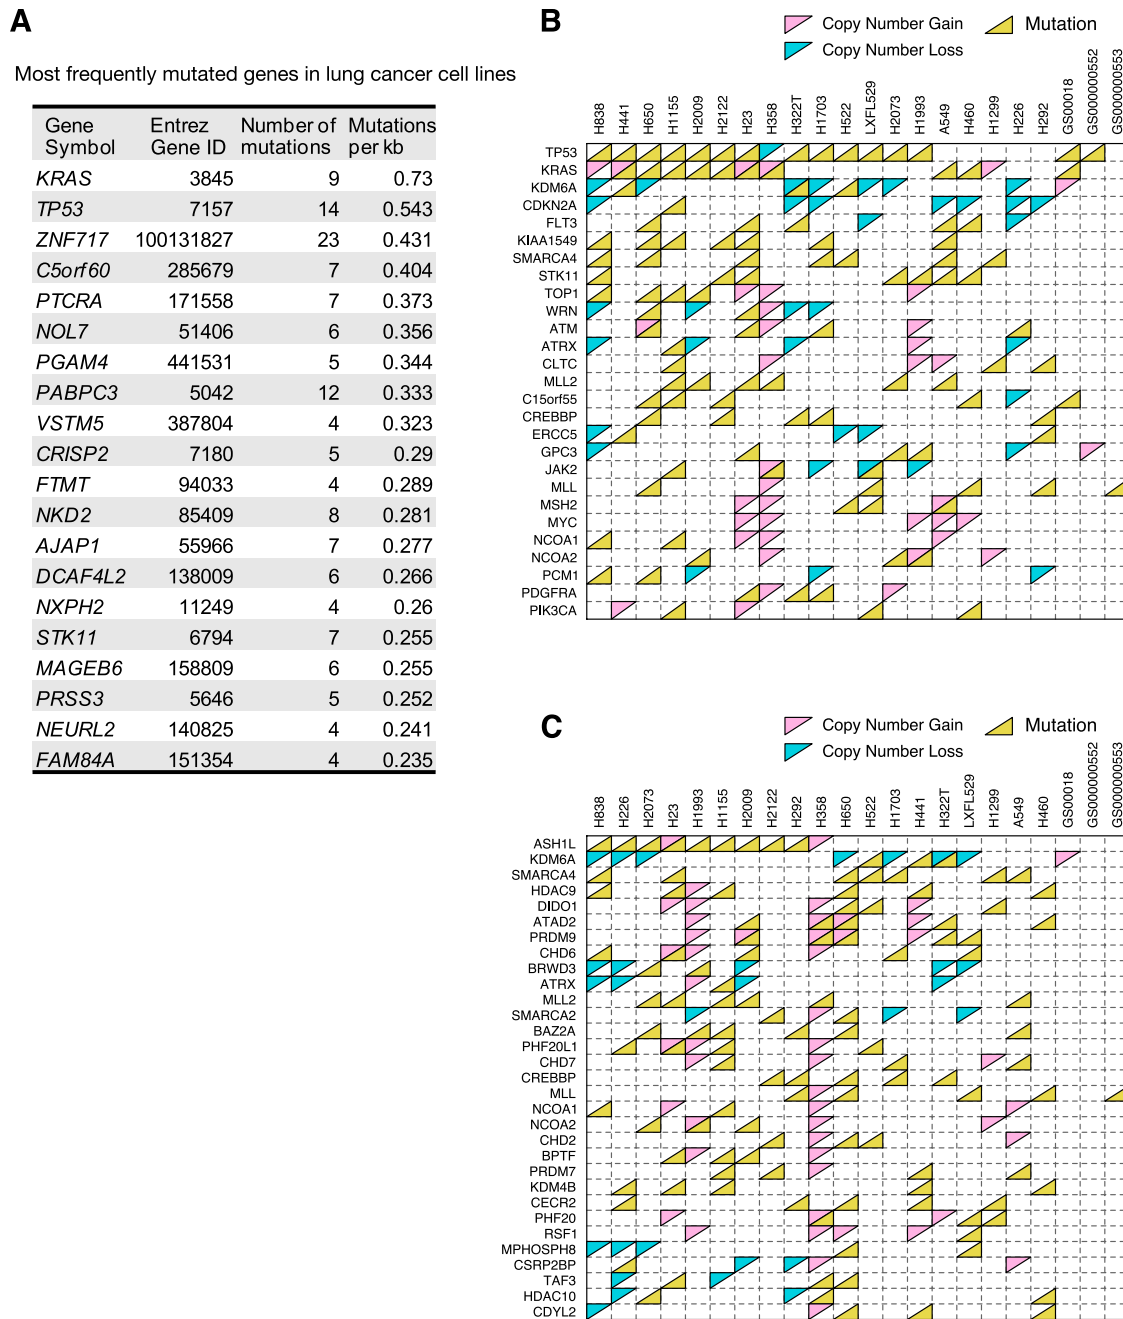 A
Most frequently mutated genes in lung cancer cell lines
Gene Symbol Entrez Gene ID Number of mutations Mutations per kb
KRAS 3845 9 0.73
TP53 7157 14 0.543
ZNF717 100131827 23 0.431
C5orf60 285679 7 0.404
PTCRA 171558 7 0.373
NOL7 51406 6 0.356
PGAM4 441531 5 0.344
PABPC3 5042 12 0.333
VSTM5 387804 4 0.323
CRISP2 7180 5 0.29
FTMT 94033 4 0.289
NKD2 85409 8 0.281
AJAP1 55966 7 0.277
DCAF4L2 138009 6 0.266
NXPH2 11249 4 0.26
STK11 6794 7 0.255
MAGEB6 158809 6 0.255
PRSS3 5646 5 0.252
NEURL2 140825 4 0.241
FAM84A 151354 4 0.235
B
Copy Number Gain Mutation
Copy Number Loss
H838 H441 H650 H1155 H2009 H2122 H23 H358 H322T H1703 H522 LXFL529 H2073 H1993 A549 H460 H1299 H226 H292 GS00018 GS000000552 GS000000553
TP53
KRAS
KDM6A
CDKN2A
FLT3
KIAA1549
SMARCA4
STK11
TOP1
WRN
ATM
ATRX
CLTC
MLL2
C15orf55
CREBBP
ERCC5
GPC3
JAK2
MLL
MSH2
MYC
NCOA1
NCOA2
PCM1
PDGFRA
PIK3CA
C
Copy Number Gain Mutation
Copy Number Loss
H838 H226 H2073 H23 H1993 H1155 H2009 H2122 H292 H358 H650 H522 H1703 H441 H322T LXFL529 H1299 A549 H460 GS00018 GS000000552 GS000000553
ASH1L
KDM6A
SMARCA4
HDAC9
DIDO1
ATAD2
PRDM9
CHD6
BRWD3
ATRX
MLL2
SMARCA2
BAZ2A
PHF20L1
CHD7
CREBBP
MLL
NCOA1
NCOA2
CHD2
BPTF
PRDM7
KDM4B
CECR2
PHF20
RSF1
MPHOSPH8
CSRP2BP
TAF3
HDAC10
CDYL2